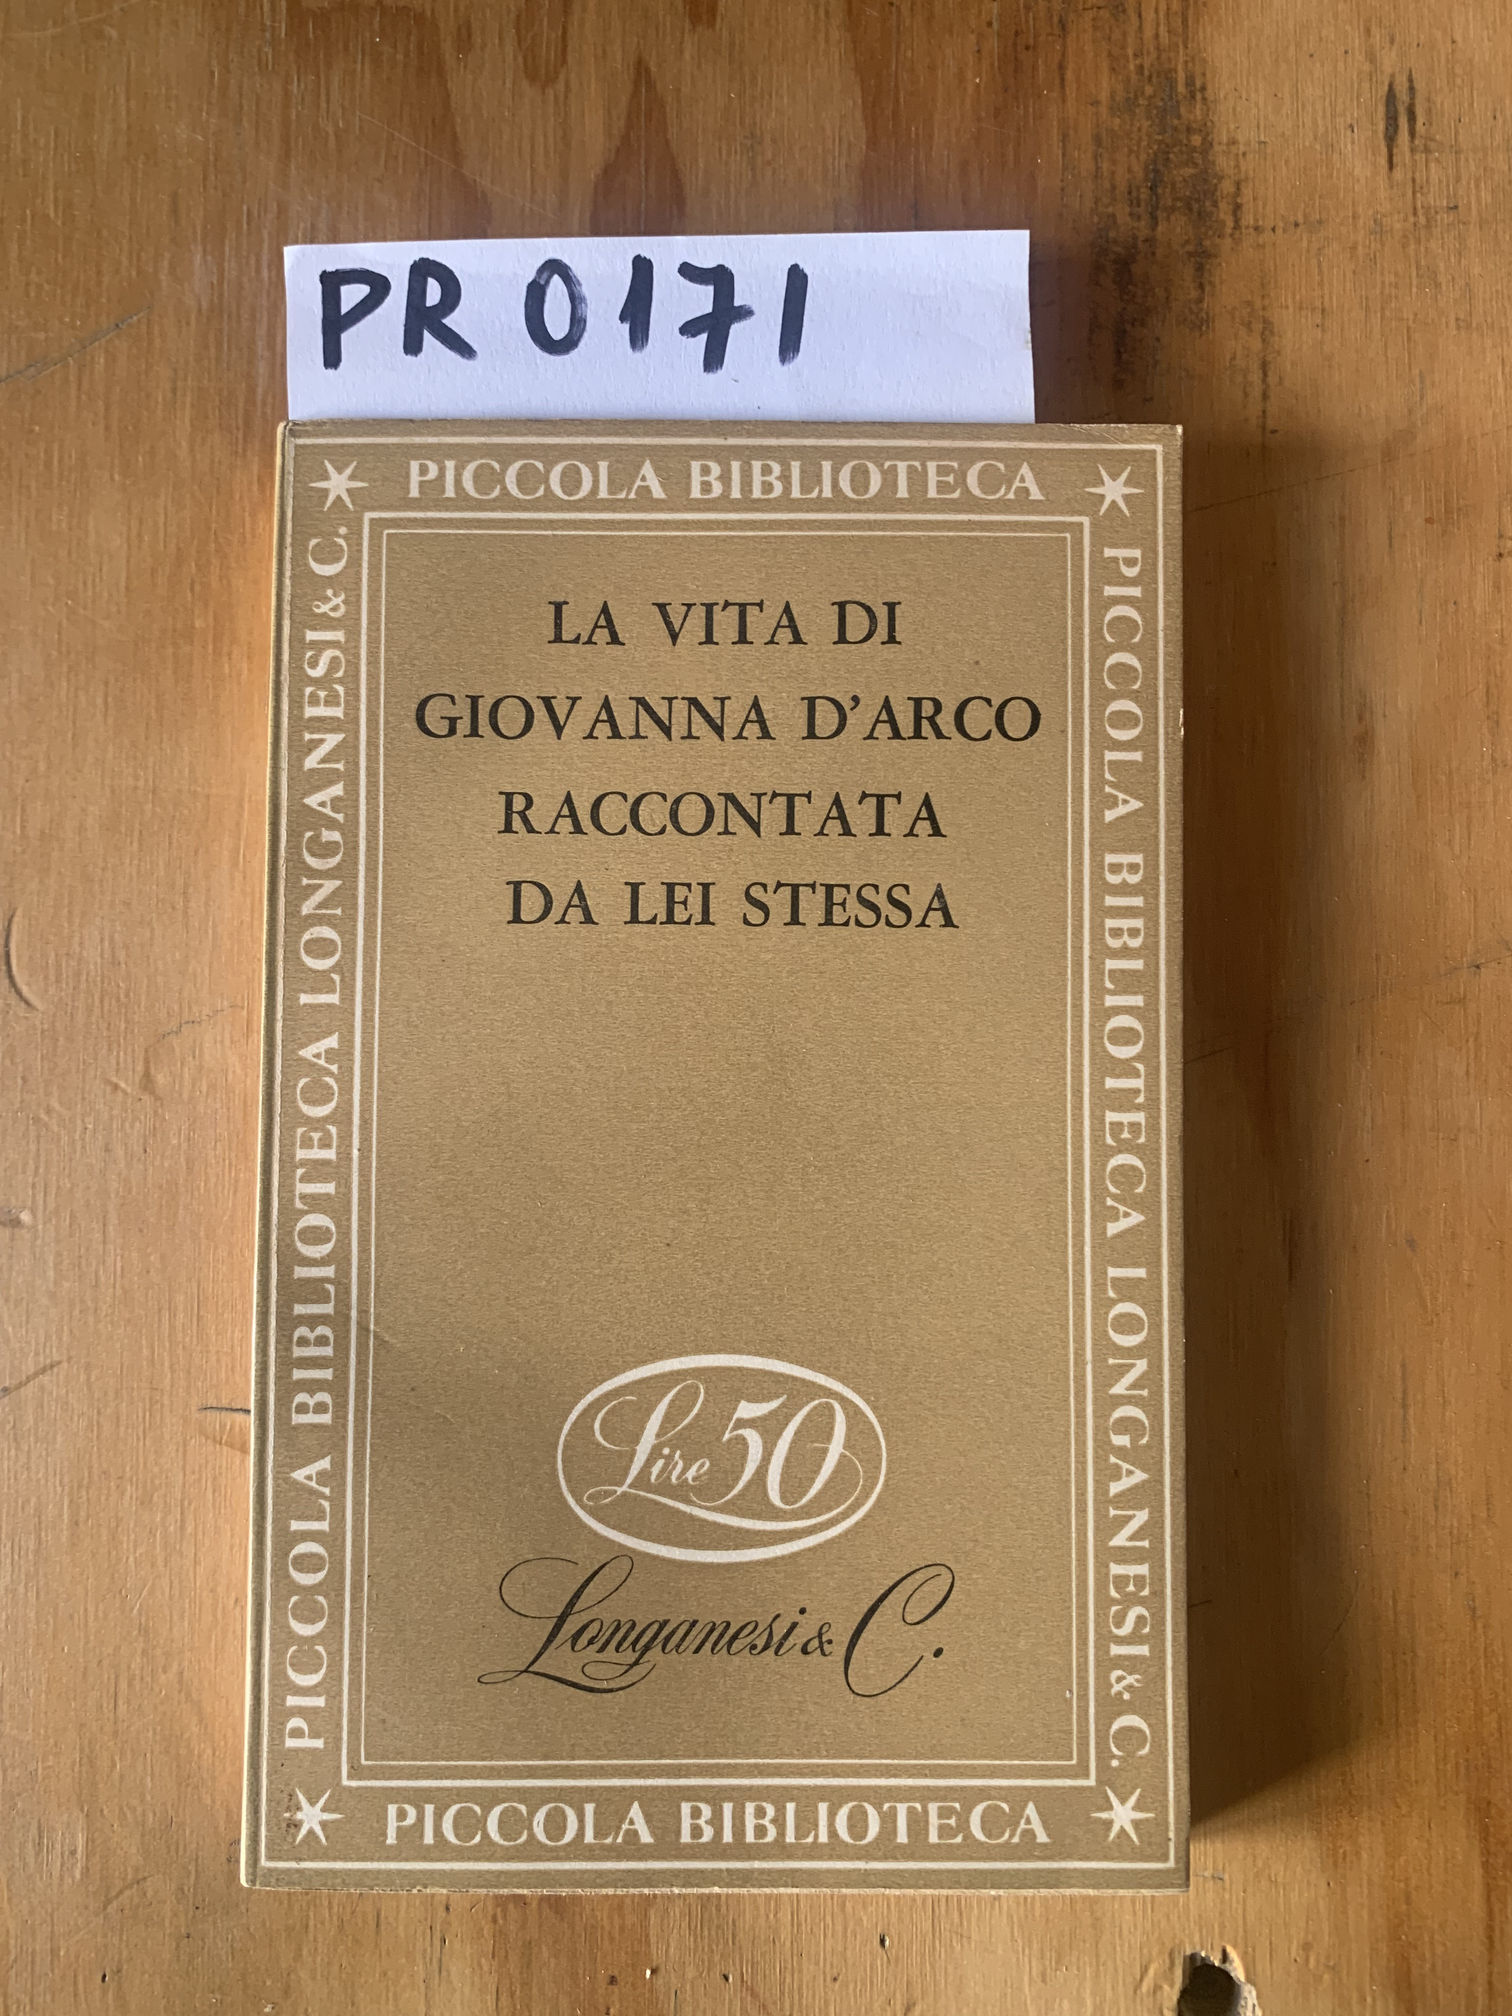 PR 0171
PICCOLA BIBLIOTECA
PICCOLA BIBLIOTECA LONGANESI & C.
PICCOLA BIBLIOTECA LONGANESI & C.
LA VITA DI
GIOVANNA D'ARCO
RACCONTATA
DA LEI STESSA
Lire 50
Longanesi & C.
PICCOLA BIBLIOTECA